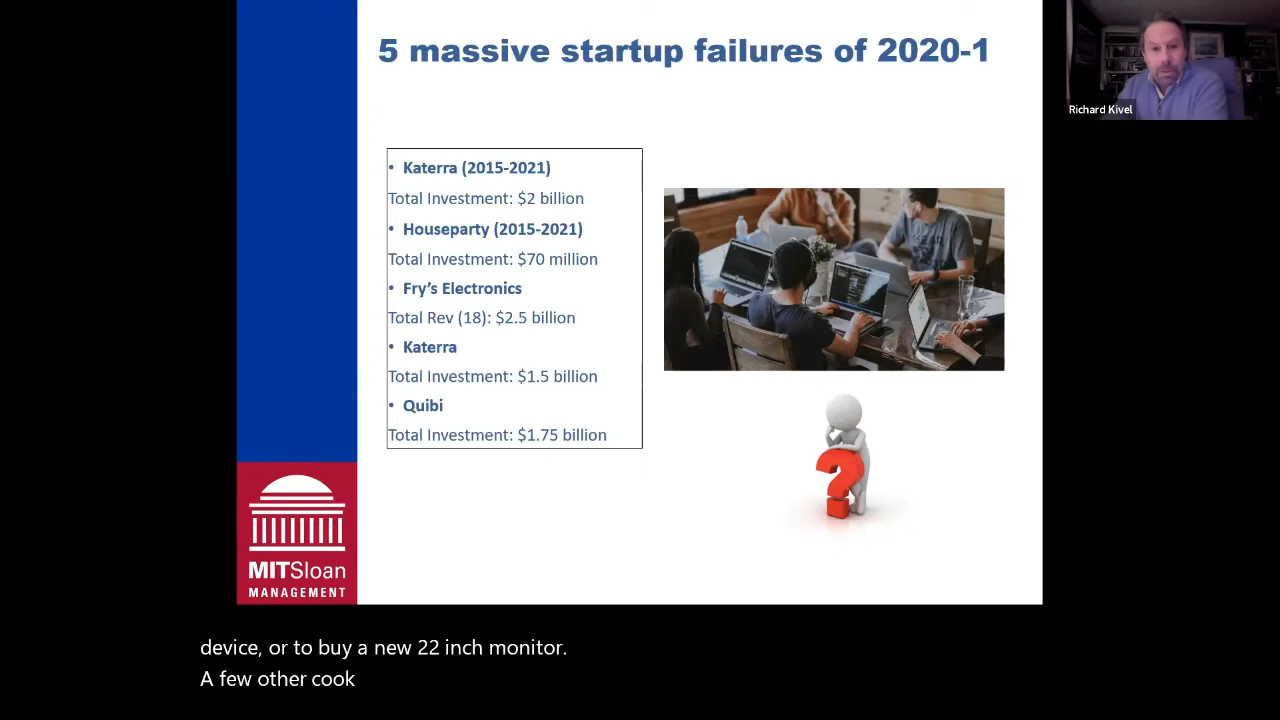 5 massive startup failures of 2020-1
Richard Kivel
• Katerra (2015-2021)
Total Investment: $2 billion
• Houseparty (2015-2021)
Total Investment: $70 million
• Fry's Electronics
Total Rev (18): $2.5 billion
• Katerra
Total Investment: $1.5 billion
• Quibi
Total Investment: $1.75 billion
MITSloan
MANAGEMENT
device, or to buy a new 22 inch monitor.
A few other cook